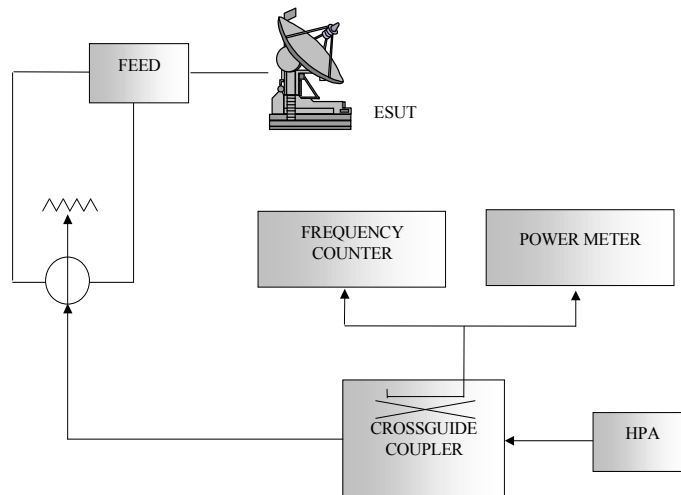 FEED
ESUT
FREQUENCY
COUNTER
POWER METER
CROSSGUIDE
COUPLER
HPA